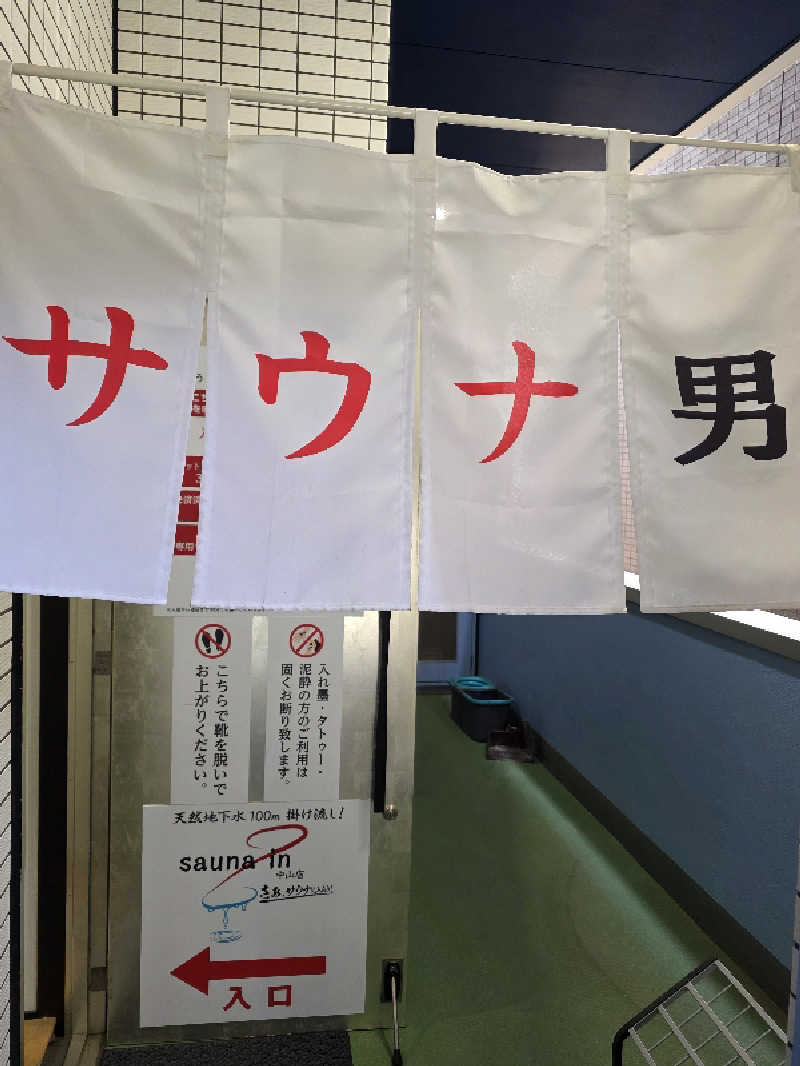 サウナ男
専用
入れ墨・タトゥー・
泥酔の方のご利用は
固くお断り致します。
こちらで靴を脱いで
お上がりください。
天然地下水100m掛け流し!
sauna in
中山店
入口